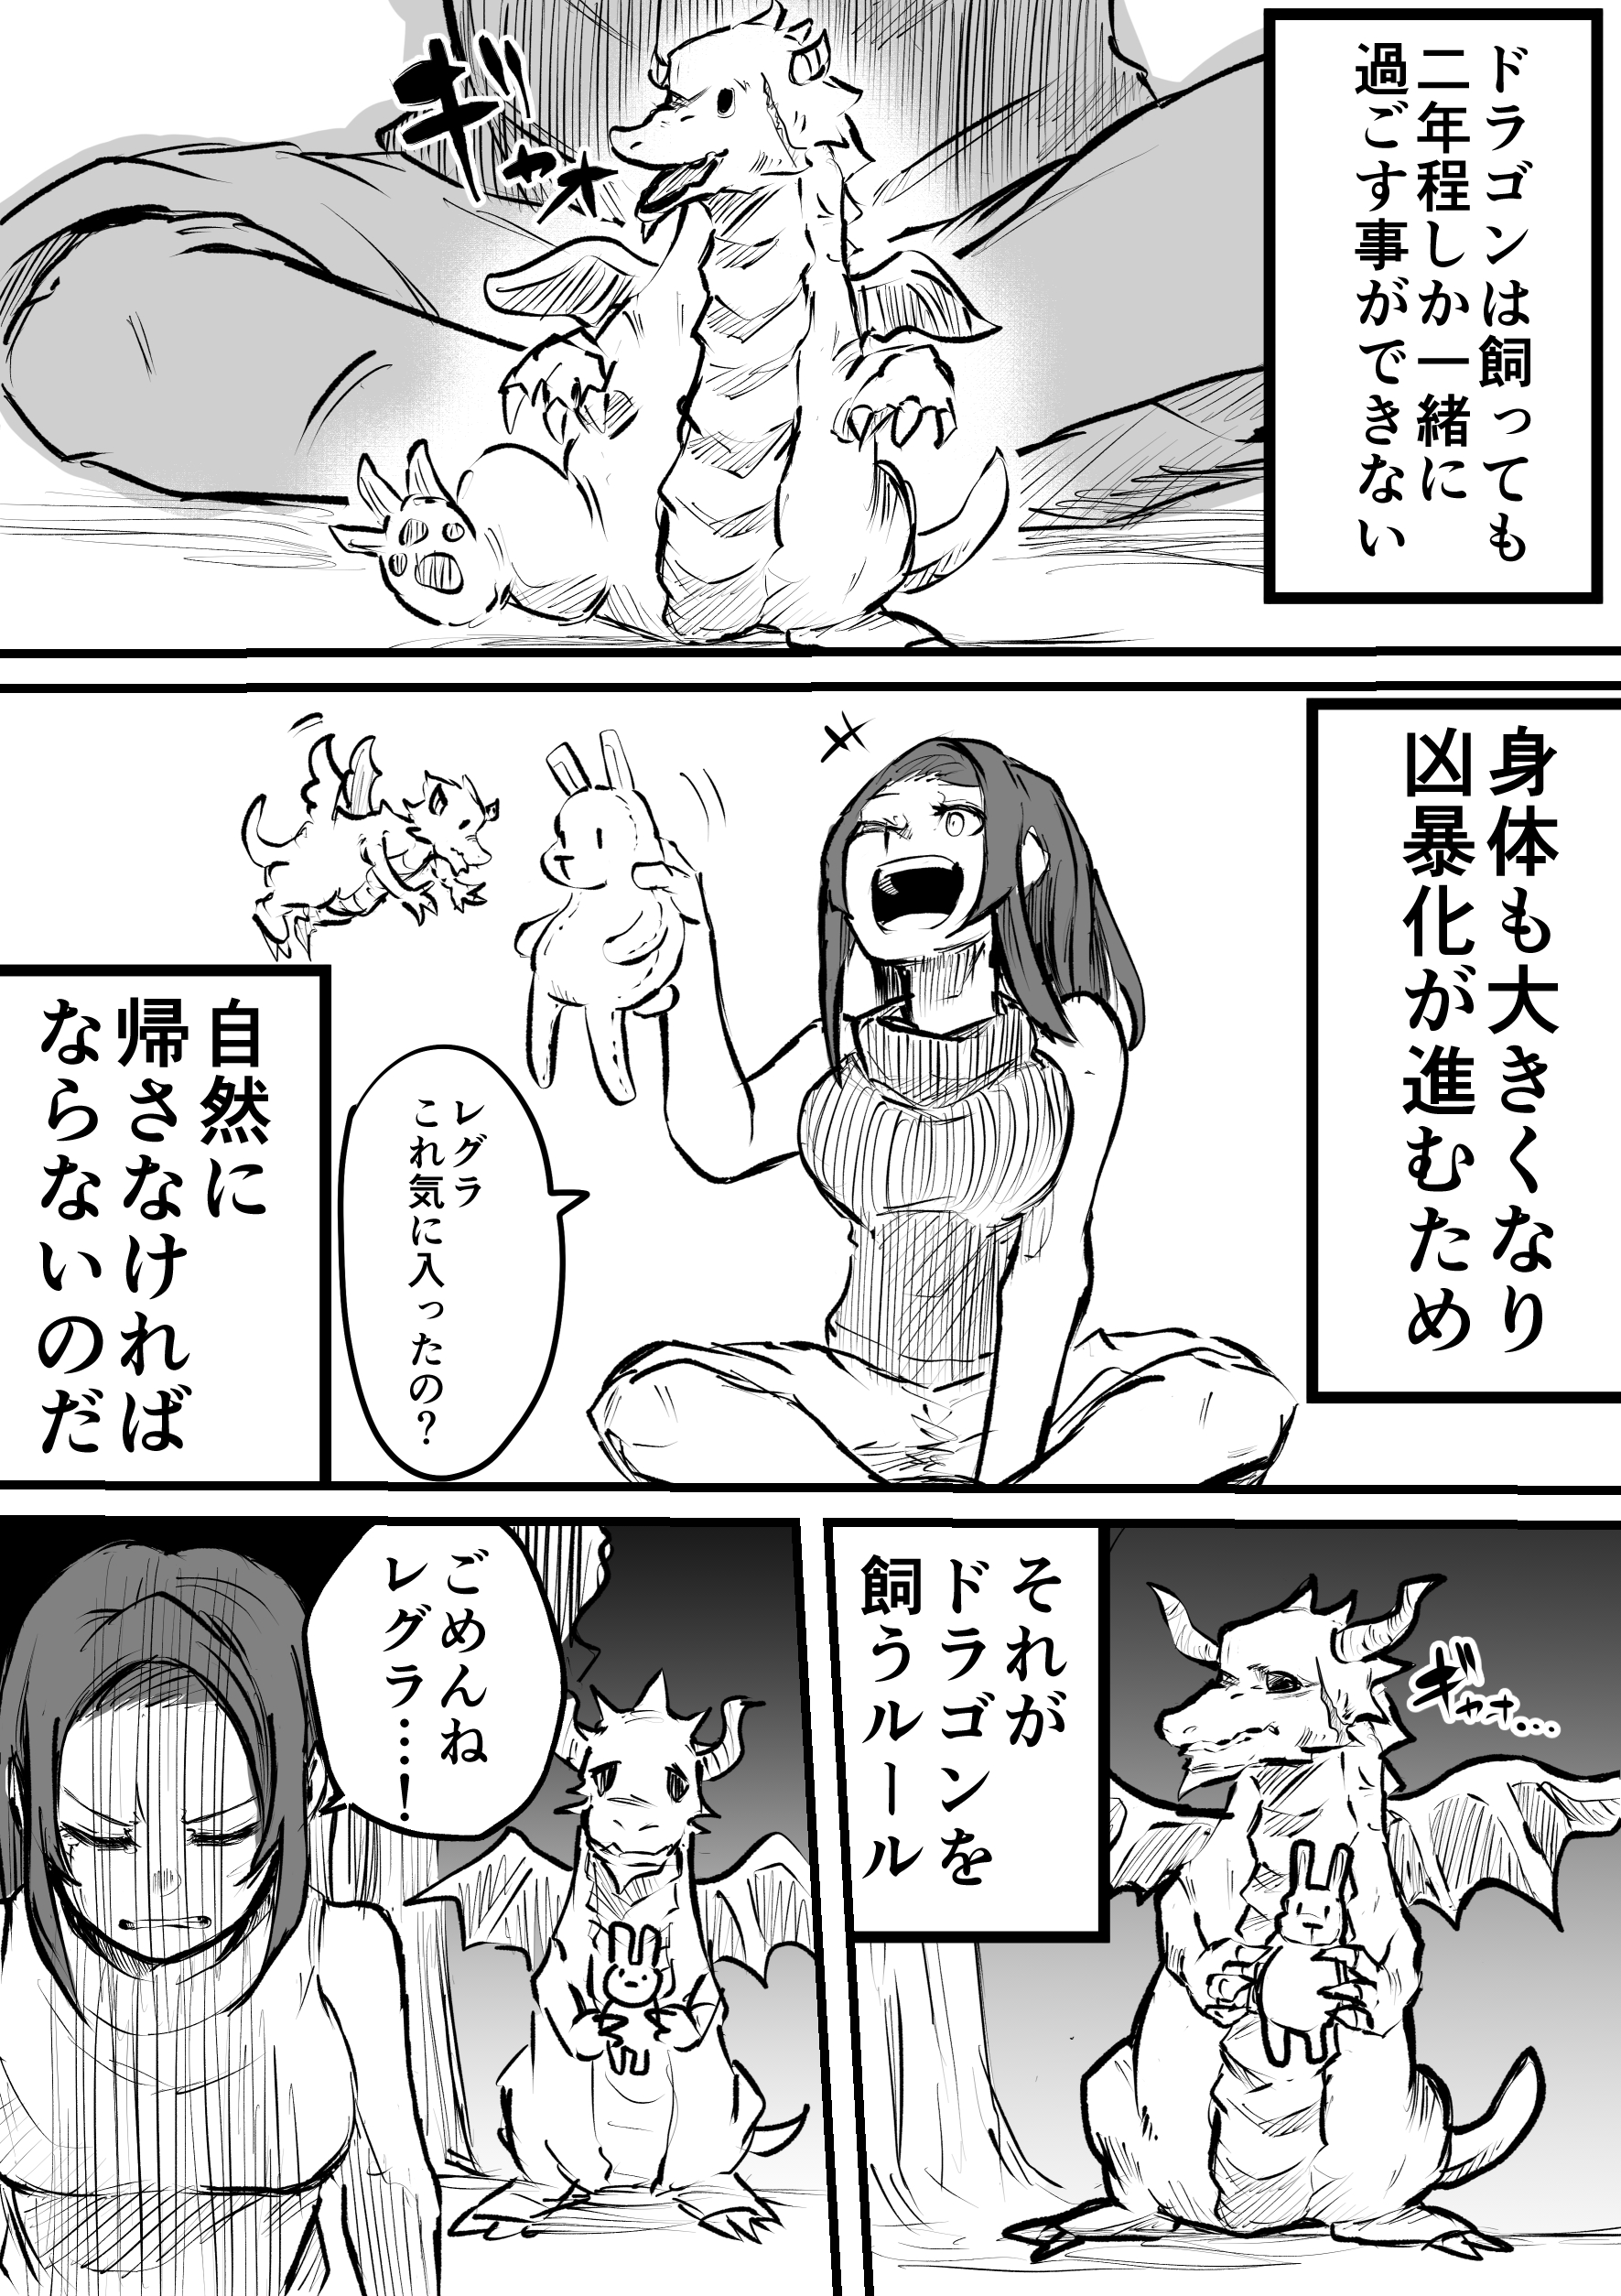 ドラゴンは飼っても
二年程しか一緒に
過ごす事ができない
ギャオ
身体も大きくなり
凶暴化が進むため
レグラ
これ気に入ったの？
自然に
帰さなければ
ならないのだ
ギャオ…
それが
ドラゴンを
飼うルール
ごめんね
レグラ…！